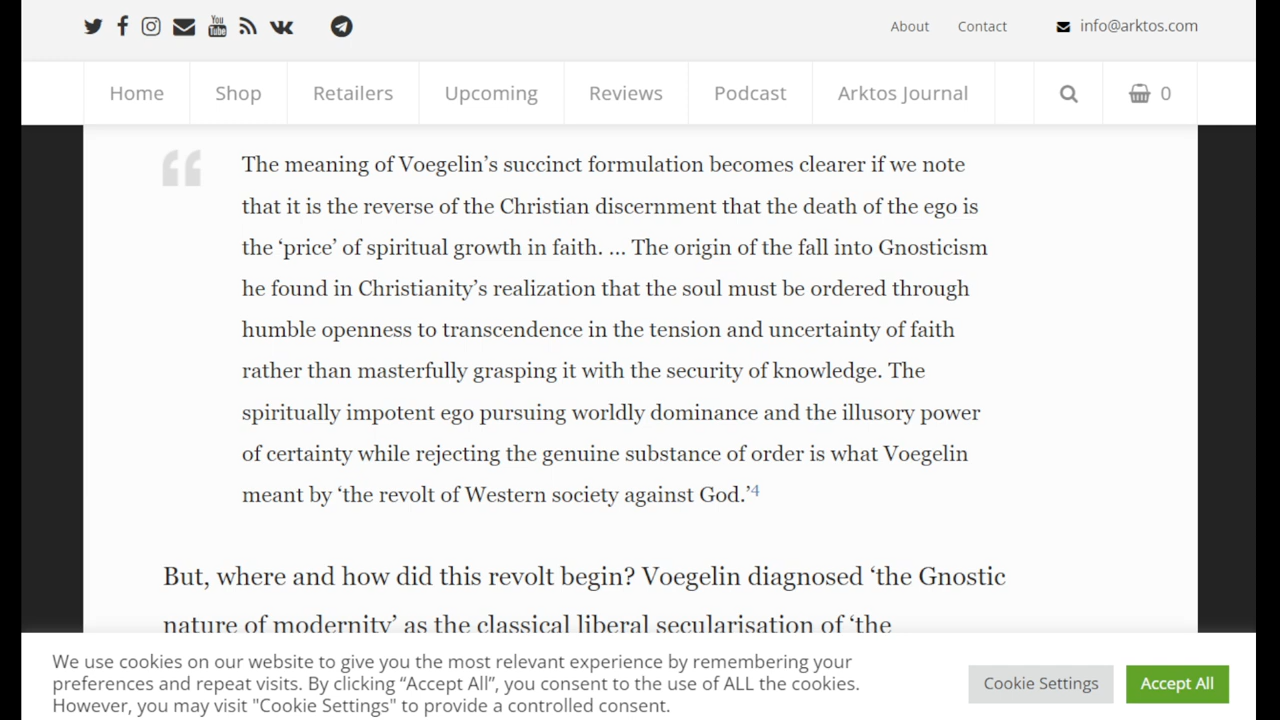 You Tube
About Contact info@arktos.com
Home Shop Retailers Upcoming Reviews Podcast Arktos Journal 0
“
The meaning of Voegelin’s succinct formulation becomes clearer if we note
that it is the reverse of the Christian discernment that the death of the ego is
the ‘price’ of spiritual growth in faith. … The origin of the fall into Gnosticism
he found in Christianity’s realization that the soul must be ordered through
humble openness to transcendence in the tension and uncertainty of faith
rather than masterfully grasping it with the security of knowledge. The
spiritually impotent ego pursuing worldly dominance and the illusory power
of certainty while rejecting the genuine substance of order is what Voegelin
meant by ‘the revolt of Western society against God.’4
But, where and how did this revolt begin? Voegelin diagnosed ‘the Gnostic
nature of modernity’ as the classical liberal secularisation of ‘the
We use cookies on our website to give you the most relevant experience by remembering your
preferences and repeat visits. By clicking “Accept All”, you consent to the use of ALL the cookies.
However, you may visit "Cookie Settings" to provide a controlled consent.
Cookie Settings Accept All